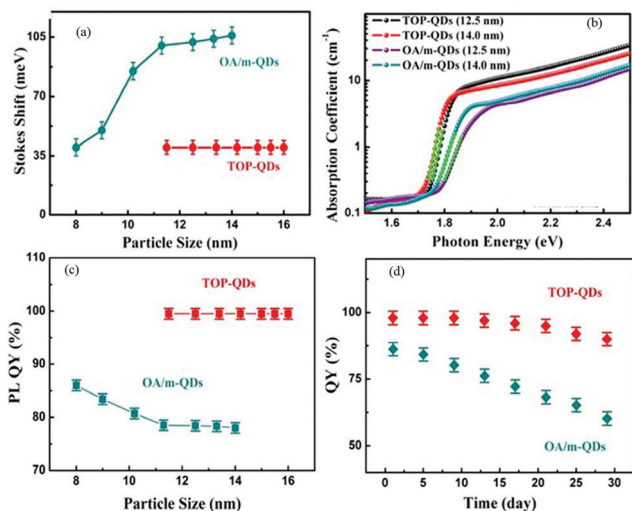 (a)
Stokes Shift (meV)
105
70
35
0
OA/m-QDs
TOP-QDs
8 10 12 14 16
Particle Size (nm)
(b)
TOP-QDs (12.5 nm)
TOP-QDs (14.0 nm)
OA/m-QDs (12.5 nm)
OA/m-QDs (14.0 nm)
Absorption Coefficient (cm⁻¹)
10
1
0.1
1.6 1.8 2.0 2.2 2.4
Photon Energy (eV)
(c)
PL QY (%)
110
100
90
80
70
TOP-QDs
OA/m-QDs
8 10 12 14 16
Particle Size (nm)
(d)
QY (%)
100
75
50
TOP-QDs
OA/m-QDs
0 5 10 15 20 25 30
Time (day)